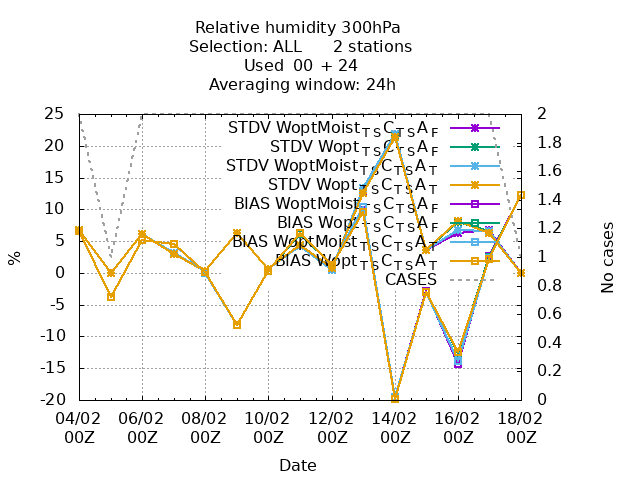 Relative humidity 300hPa
Selection: ALL 2 stations
Used 00 + 24
Averaging window: 24h
25 2
STDV WoptMoist_TS C_TS A_F
20 1.8
STDV Wopt_TS C_TS A_F
STDV WoptMoist_TS C_TS A_T
15 1.6
STDV Wopt_TS C_TS A_T
10 1.4
BIAS WoptMoist_TS C_TS A_F
BIAS Wopt_TS C_TS A_F
5 1.2
BIAS WoptMoist_TS C_TS A_T
% No cases
0 1
BIAS Wopt_TS C_TS A_T
CASES
-5 0.8
0.6
-10 0.4
-15 0.2
-20 0
04/02 06/02 08/02 10/02 12/02 14/02 16/02 18/02
00Z 00Z 00Z 00Z 00Z 00Z 00Z 00Z
Date